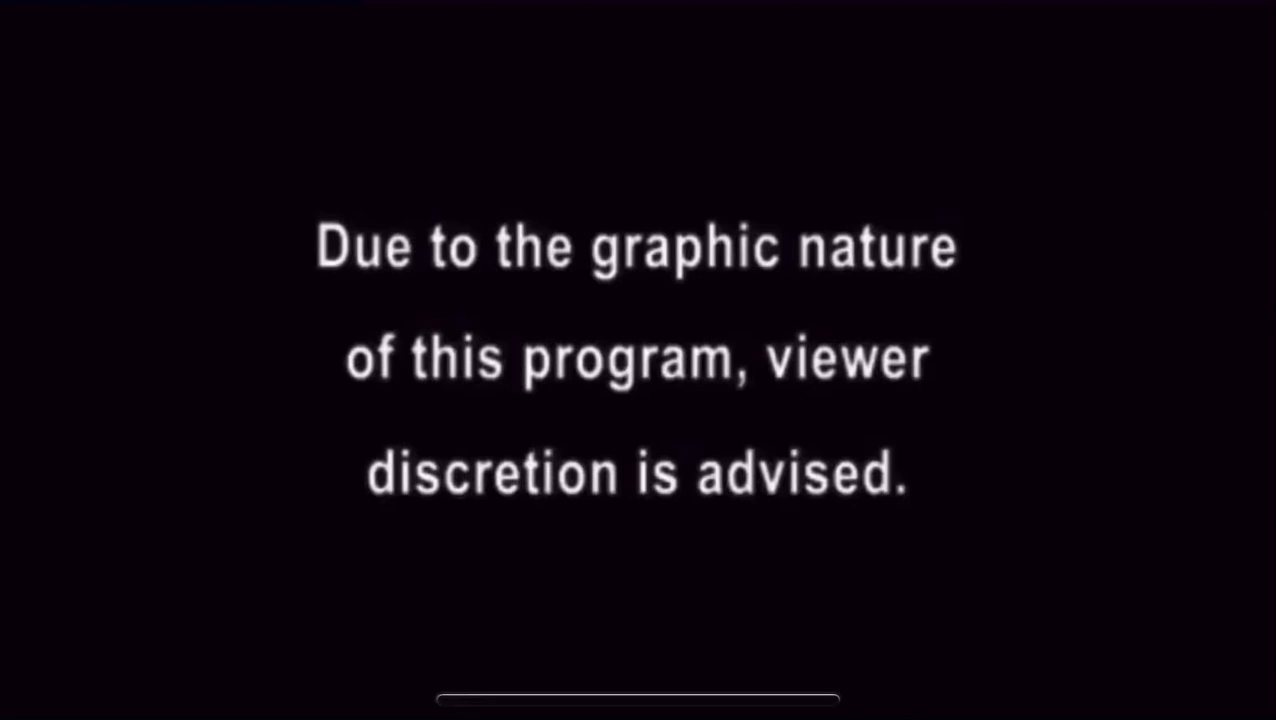 Due to the graphic nature
of this program, viewer
discretion is advised.